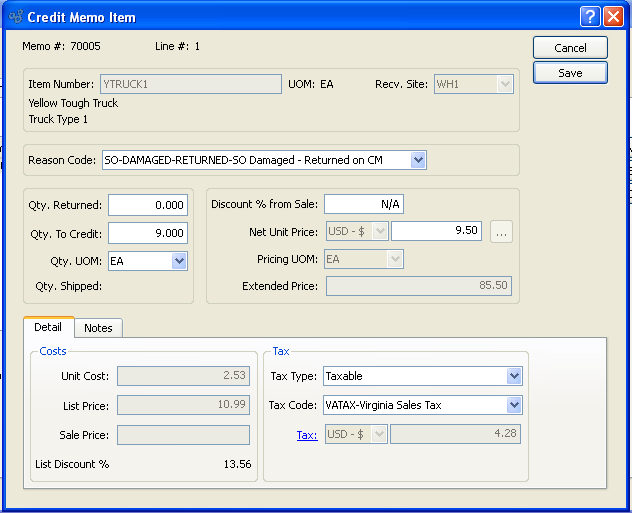 Credit Memo Item
Memo #: 70005 Line #: 1
Cancel
Save
Item Number: YTRUCK1 UOM: EA Recv. Site: WH1
Yellow Tough Truck
Truck Type 1
Reason Code: SO-DAMAGED-RETURNED-SO Damaged - Returned on CM
Qty. Returned: 0.000
Qty. To Credit: 9.000
Qty. UOM: EA
Qty. Shipped:
Discount % from Sale: N/A
Net Unit Price: USD - $ 9.50 ...
Pricing UOM: EA
Extended Price: 85.50
Detail Notes
Costs
Unit Cost: 2.53
List Price: 10.99
Sale Price:
List Discount % 13.56
Tax
Tax Type: Taxable
Tax Code: VATAX-Virginia Sales Tax
Tax: USD - $ 4.28